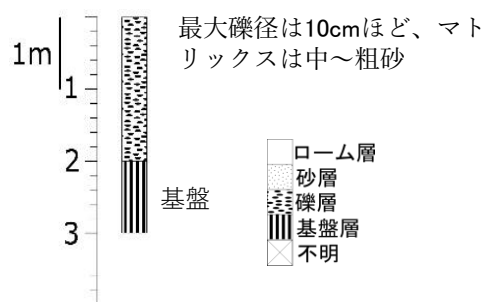 最大礫径は10cmほど、マト
リックスは中～粗砂
1m
1
2
基盤
3
ローム層
砂層
礫層
基盤層
不明